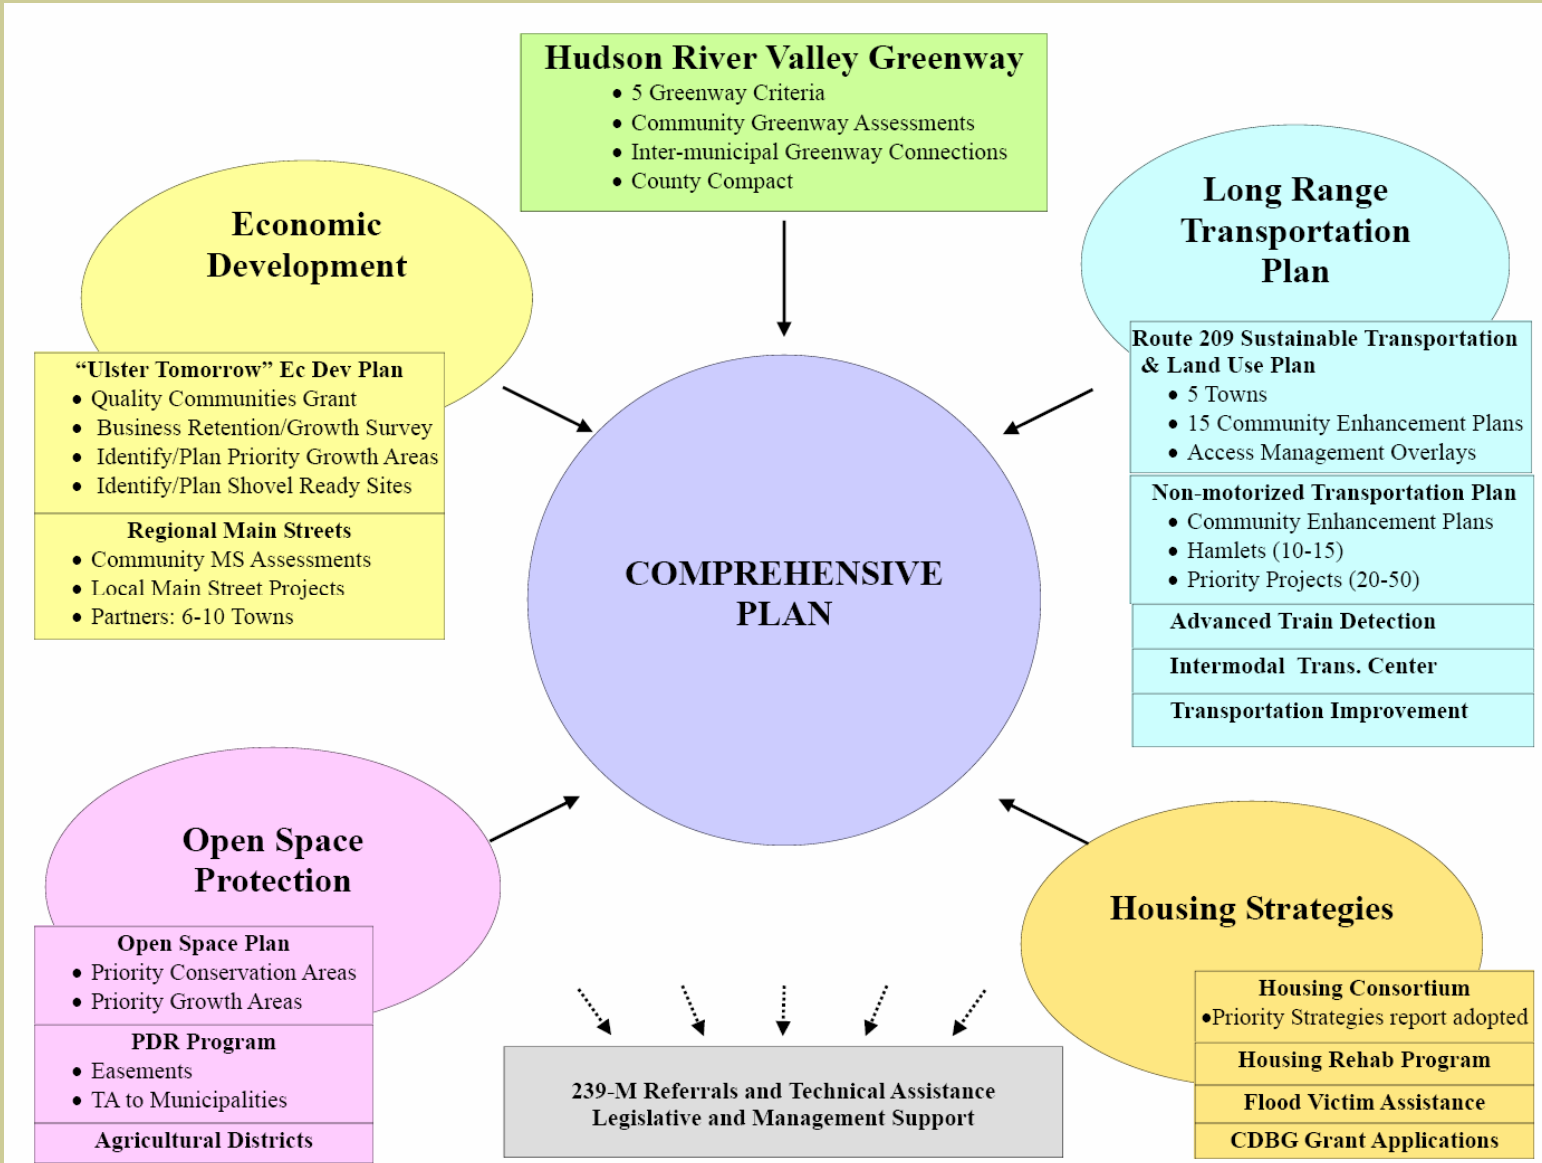 Hudson River Valley Greenway
• 5 Greenway Criteria
• Community Greenway Assessments
• Inter-municipal Greenway Connections
• County Compact
Economic
Development
“Ulster Tomorrow” Ec Dev Plan
• Quality Communities Grant
• Business Retention/Growth Survey
• Identify/Plan Priority Growth Areas
• Identify/Plan Shovel Ready Sites
Regional Main Streets
• Community MS Assessments
• Local Main Street Projects
• Partners: 6-10 Towns
Long Range
Transportation
Plan
Route 209 Sustainable Transportation
& Land Use Plan
• 5 Towns
• 15 Community Enhancement Plans
• Access Management Overlays
Non-motorized Transportation Plan
• Community Enhancement Plans
• Hamlets (10-15)
• Priority Projects (20-50)
Advanced Train Detection
Intermodal Trans. Center
Transportation Improvement
COMPREHENSIVE
PLAN
Open Space
Protection
Open Space Plan
• Priority Conservation Areas
• Priority Growth Areas
PDR Program
• Easements
• TA to Municipalities
Agricultural Districts
Housing Strategies
Housing Consortium
•Priority Strategies report adopted
Housing Rehab Program
Flood Victim Assistance
CDBG Grant Applications
239-M Referrals and Technical Assistance
Legislative and Management Support